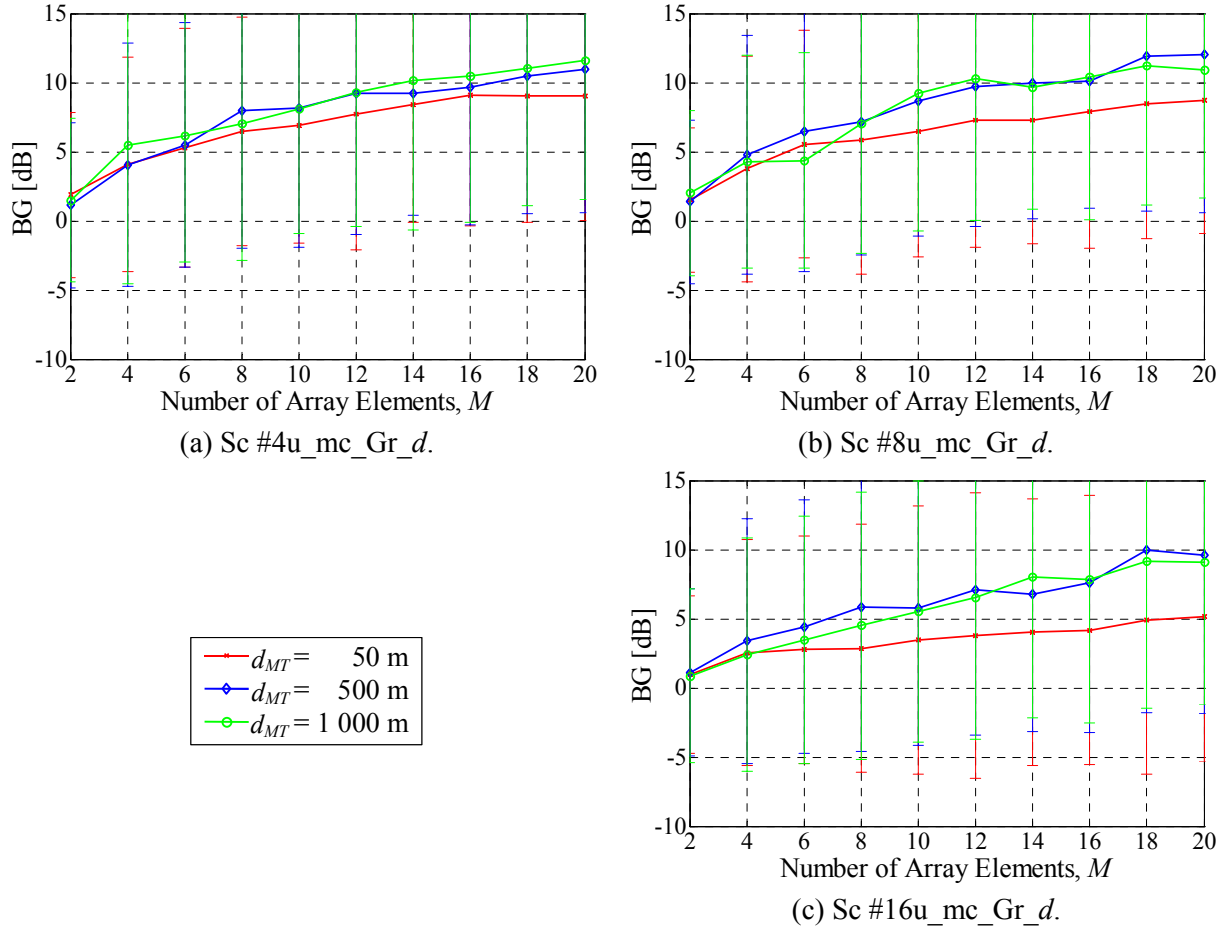 15
10
5
0
-5
-10
BG [dB]
2 4 6 8 10 12 14 16 18 20
Number of Array Elements, M
(a) Sc #4u_mc_Gr_d.
15
10
5
0
-5
-10
BG [dB]
2 4 6 8 10 12 14 16 18 20
Number of Array Elements, M
(b) Sc #8u_mc_Gr_d.
d_MT = 50 m
d_MT = 500 m
d_MT = 1 000 m
15
10
5
0
-5
-10
BG [dB]
2 4 6 8 10 12 14 16 18 20
Number of Array Elements, M
(c) Sc #16u_mc_Gr_d.